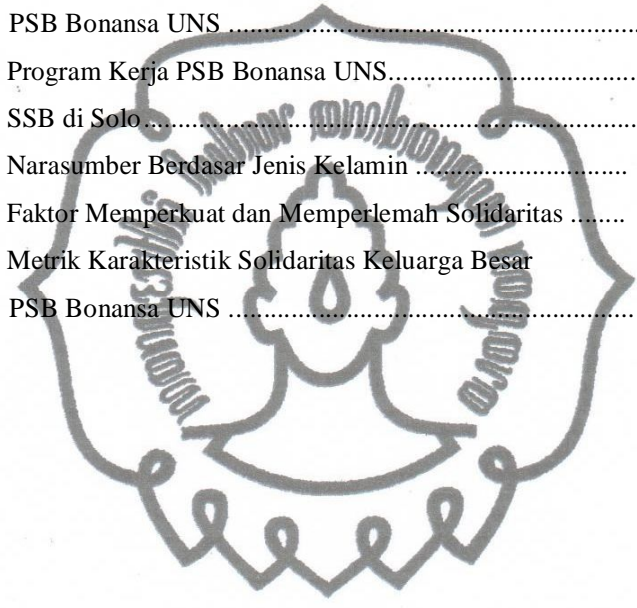 PSB Bonansa UNS ........................................................
Program Kerja PSB Bonansa UNS..................................
SSB di Solo....................................................................
Narasumber Berdasar Jenis Kelamin .............................
Faktor Memperkuat dan Memperlemah Solidaritas ........
Metrik Karakteristik Solidaritas Keluarga Besar
PSB Bonansa UNS ........................................................